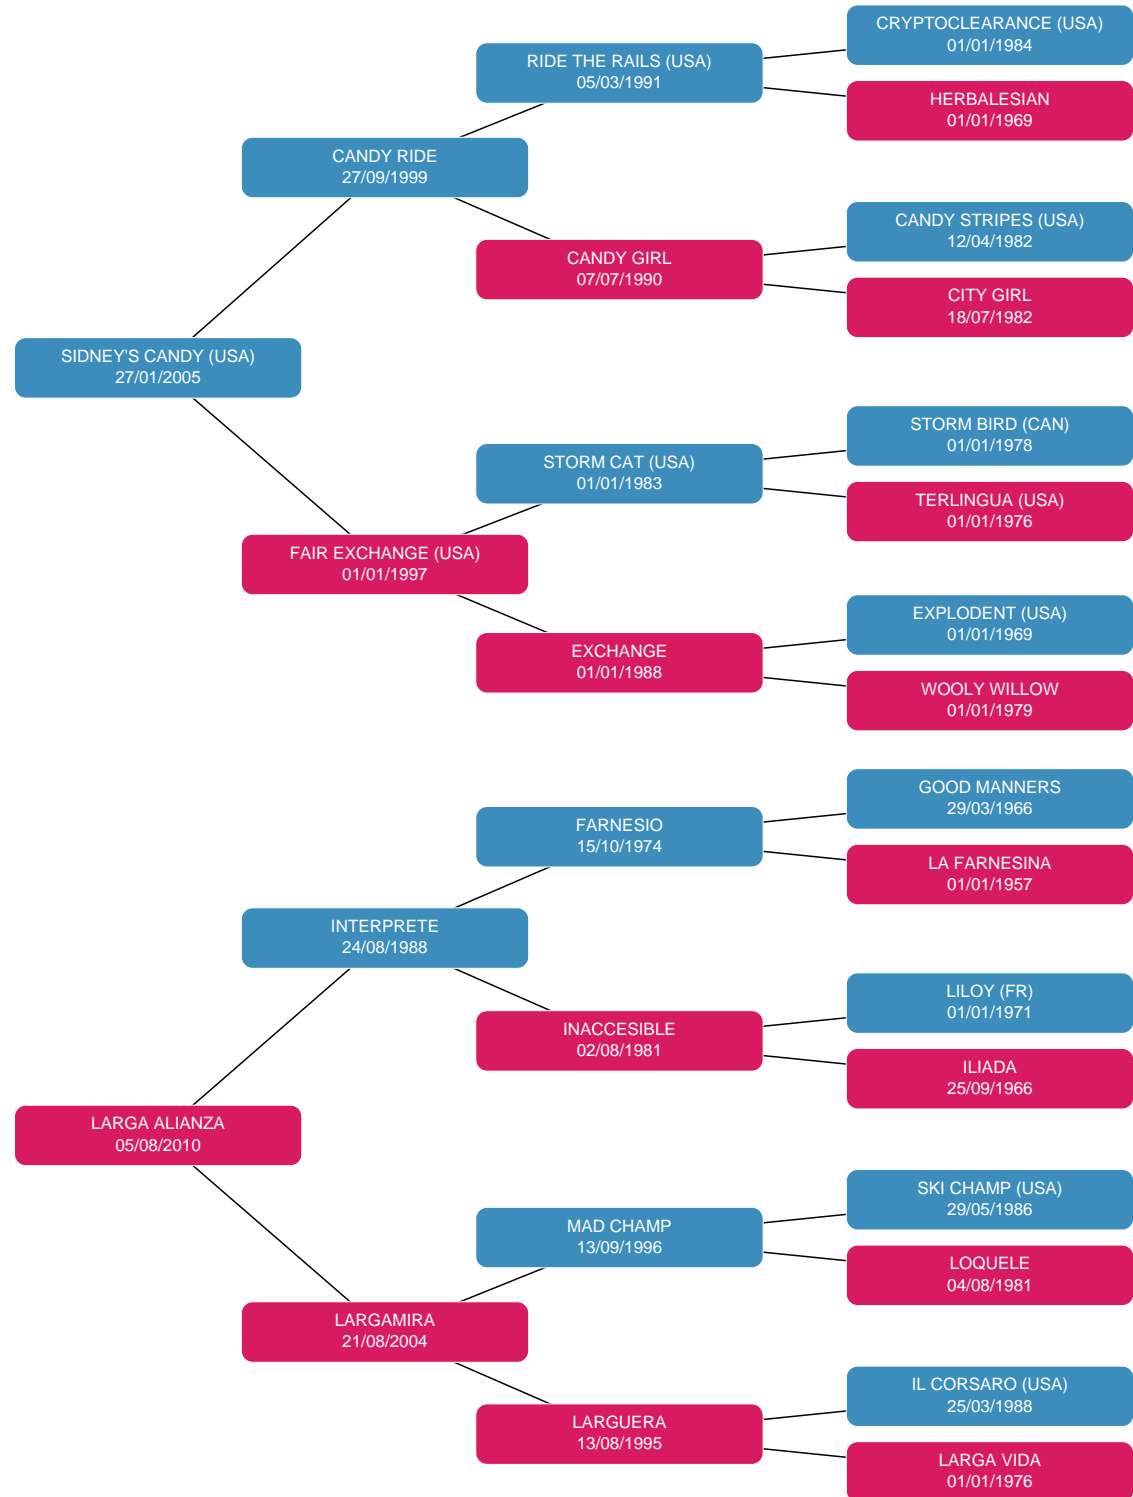 CRYPTOCLEARANCE (USA)
01/01/1984
RIDE THE RAILS (USA)
05/03/1991
HERBALESIAN
01/01/1969
CANDY RIDE
27/09/1999
CANDY STRIPES (USA)
12/04/1982
CANDY GIRL
07/07/1990
CITY GIRL
18/07/1982
SIDNEY'S CANDY (USA)
27/01/2005
STORM BIRD (CAN)
01/01/1978
STORM CAT (USA)
01/01/1983
TERLINGUA (USA)
01/01/1976
FAIR EXCHANGE (USA)
01/01/1997
EXPLODENT (USA)
01/01/1969
EXCHANGE
01/01/1988
WOOLY WILLOW
01/01/1979
GOOD MANNERS
29/03/1966
FARNESIO
15/10/1974
LA FARNESINA
01/01/1957
INTERPRETE
24/08/1988
LILOY (FR)
01/01/1971
INACCESIBLE
02/08/1981
ILIADA
25/09/1966
LARGA ALIANZA
05/08/2010
SKI CHAMP (USA)
29/05/1986
MAD CHAMP
13/09/1996
LOQUELE
04/08/1981
LARGAMIRA
21/08/2004
IL CORSARO (USA)
25/03/1988
LARGUERA
13/08/1995
LARGA VIDA
01/01/1976